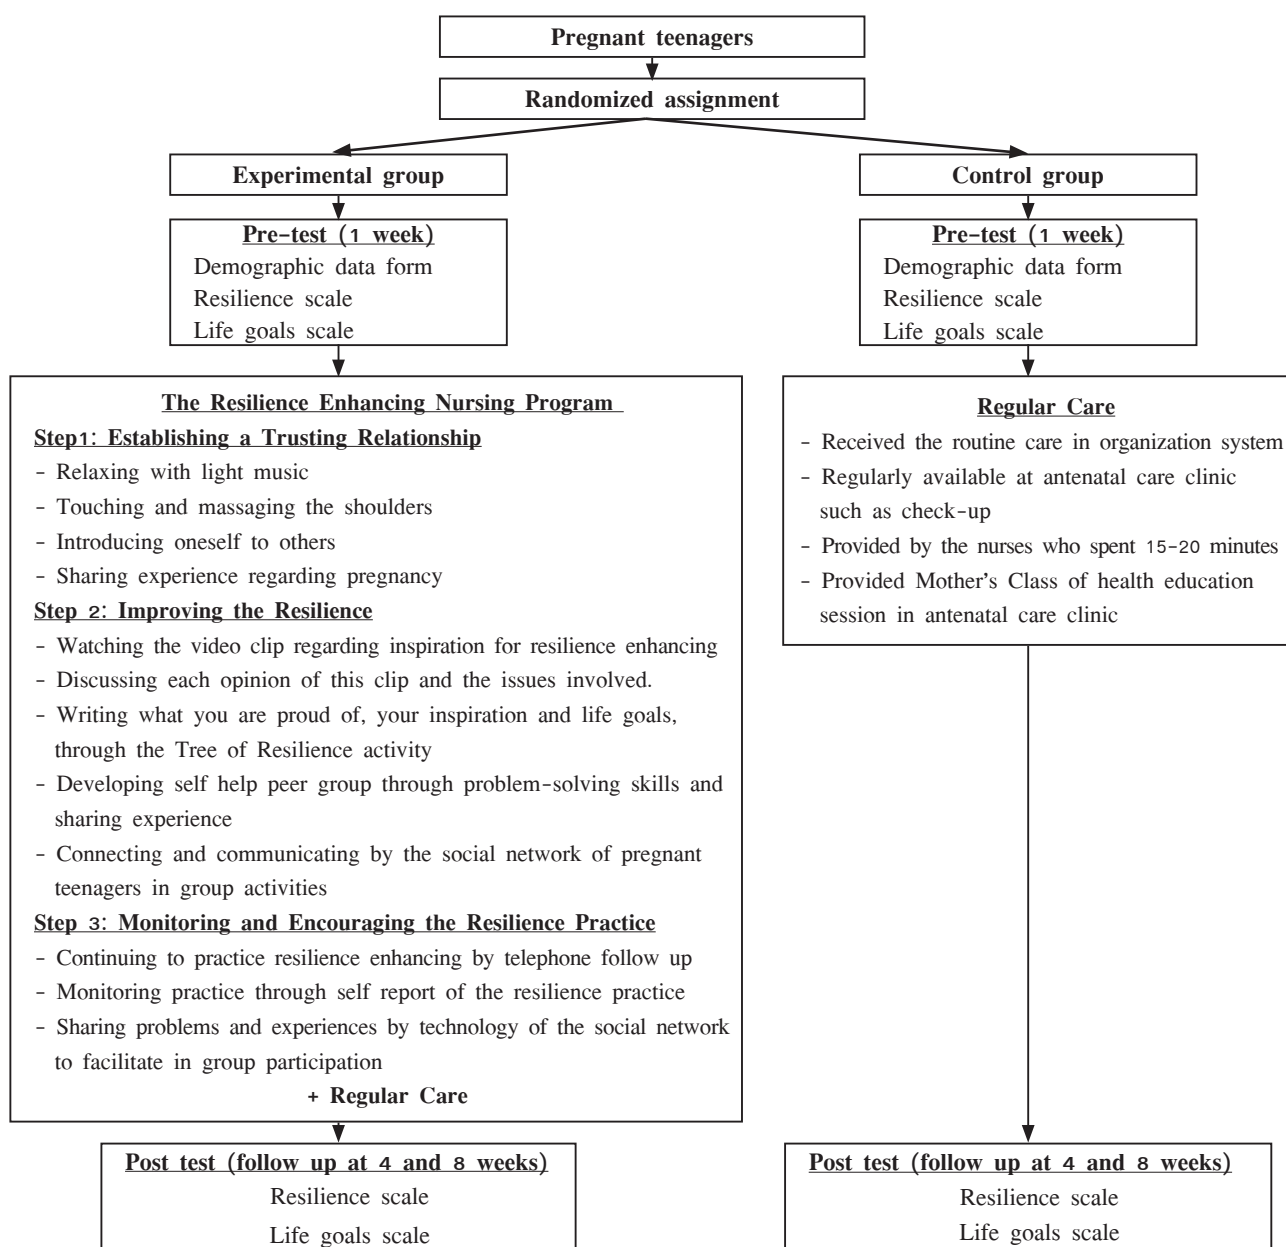 Pregnant teenagers
Randomized assignment
Experimental group
Control group
Pre-test (1 week)
Demographic data form
Resilience scale
Life goals scale
Pre-test (1 week)
Demographic data form
Resilience scale
Life goals scale
The Resilience Enhancing Nursing Program
Step1: Establishing a Trusting Relationship
- Relaxing with light music
- Touching and massaging the shoulders
- Introducing oneself to others
- Sharing experience regarding pregnancy
Step 2: Improving the Resilience
- Watching the video clip regarding inspiration for resilience enhancing
- Discussing each opinion of this clip and the issues involved.
- Writing what you are proud of, your inspiration and life goals,
through the Tree of Resilience activity
- Developing self help peer group through problem-solving skills and
sharing experience
- Connecting and communicating by the social network of pregnant
teenagers in group activities
Step 3: Monitoring and Encouraging the Resilience Practice
- Continuing to practice resilience enhancing by telephone follow up
- Monitoring practice through self report of the resilience practice
- Sharing problems and experiences by technology of the social network
to facilitate in group participation
+ Regular Care
Regular Care
- Received the routine care in organization system
- Regularly available at antenatal care clinic
such as check-up
- Provided by the nurses who spent 15-20 minutes
- Provided Mother's Class of health education
session in antenatal care clinic
Post test (follow up at 4 and 8 weeks)
Resilience scale
Life goals scale
Post test (follow up at 4 and 8 weeks)
Resilience scale
Life goals scale